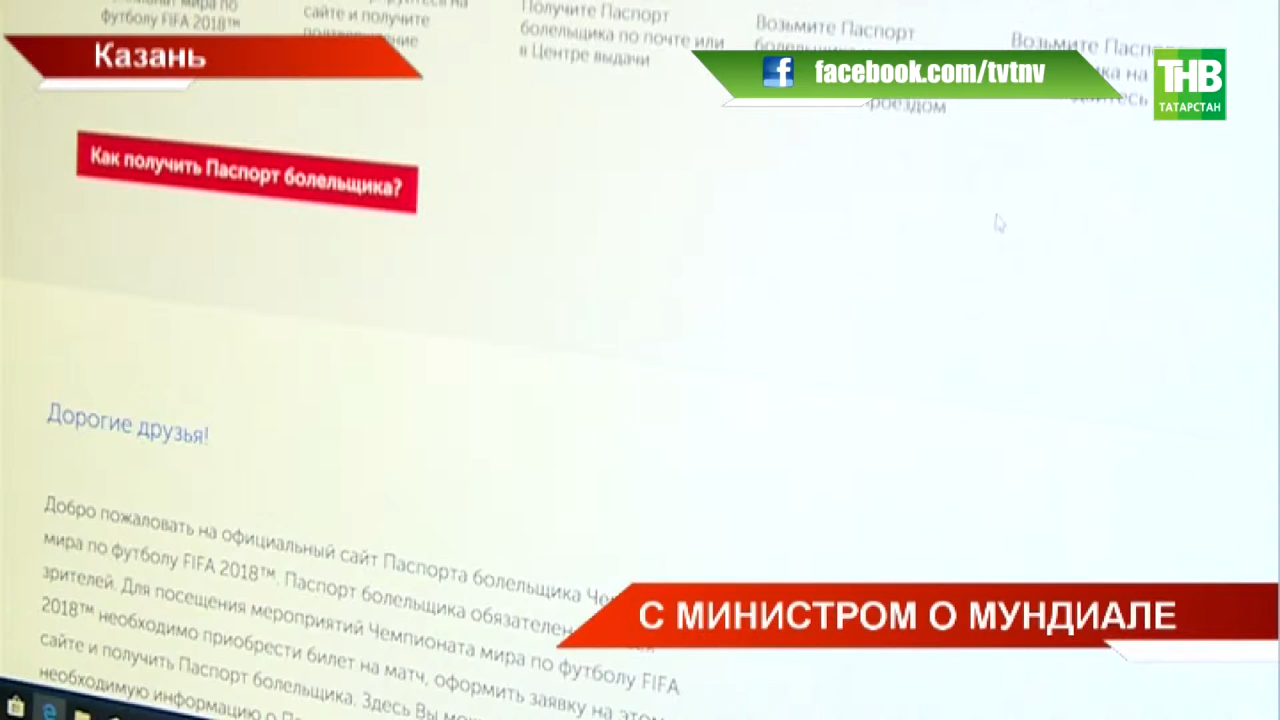 футболу FIFA 2018™
сайте и получите
Получите Паспорт
болельщика по почте или
в Центре выдачи
Возьмите Паспорт
Возьмите
Казань
facebook.com/tvtnv
ТНВ
ТАТАРСТАН
Как получить Паспорт болельщика?
Дорогие друзья!
Добро пожаловать на официальный сайт Паспорта болельщика
мира по футболу FIFA 2018™. Паспорт болельщика
зрителей. Для посещения мероприятий Чемпионата мира по футболу FIFA
2018™ необходимо приобрести билет на матч, оформить заявку на этом
сайте и получить Паспорт болельщика. Здесь Вы
необходимую информацию о
С МИНИСТРОМ О МУНДИАЛЕ